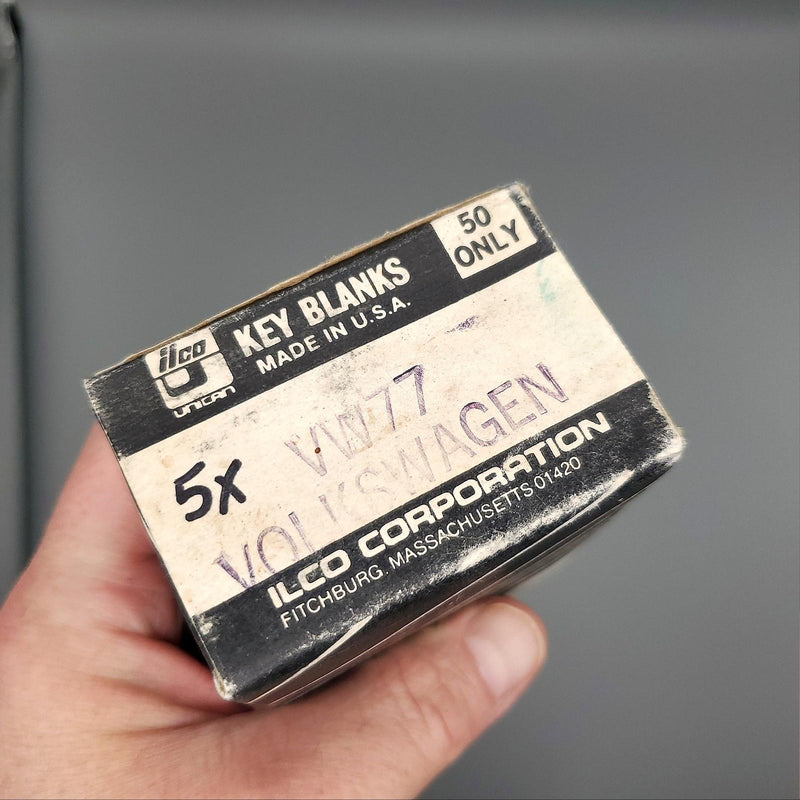 50
ONLY
ilco
UNICAN
KEY BLANKS
MADE IN U.S.A.
VW77
5X
VOLKSWAGEN
ILCO CORPORATION
FITCHBURG MASSACHUSETTS 01420